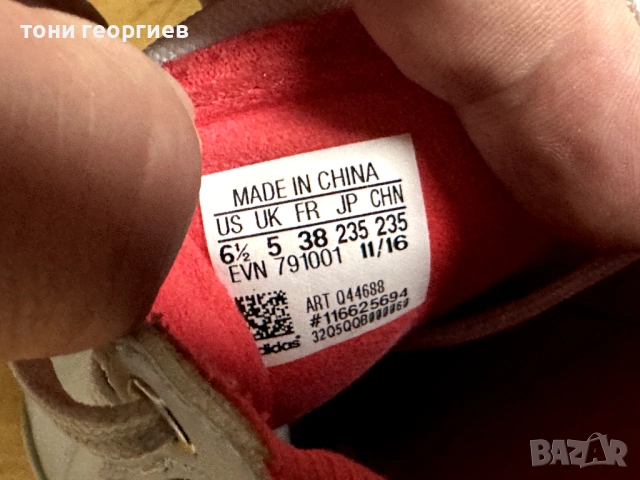 тони георгиев
MADE IN CHINA
US UK FR JP CHN
6½ 5 38 235 235
EVN 791001 11/16
ART Q44688
#116625694
adidas
BAZAR